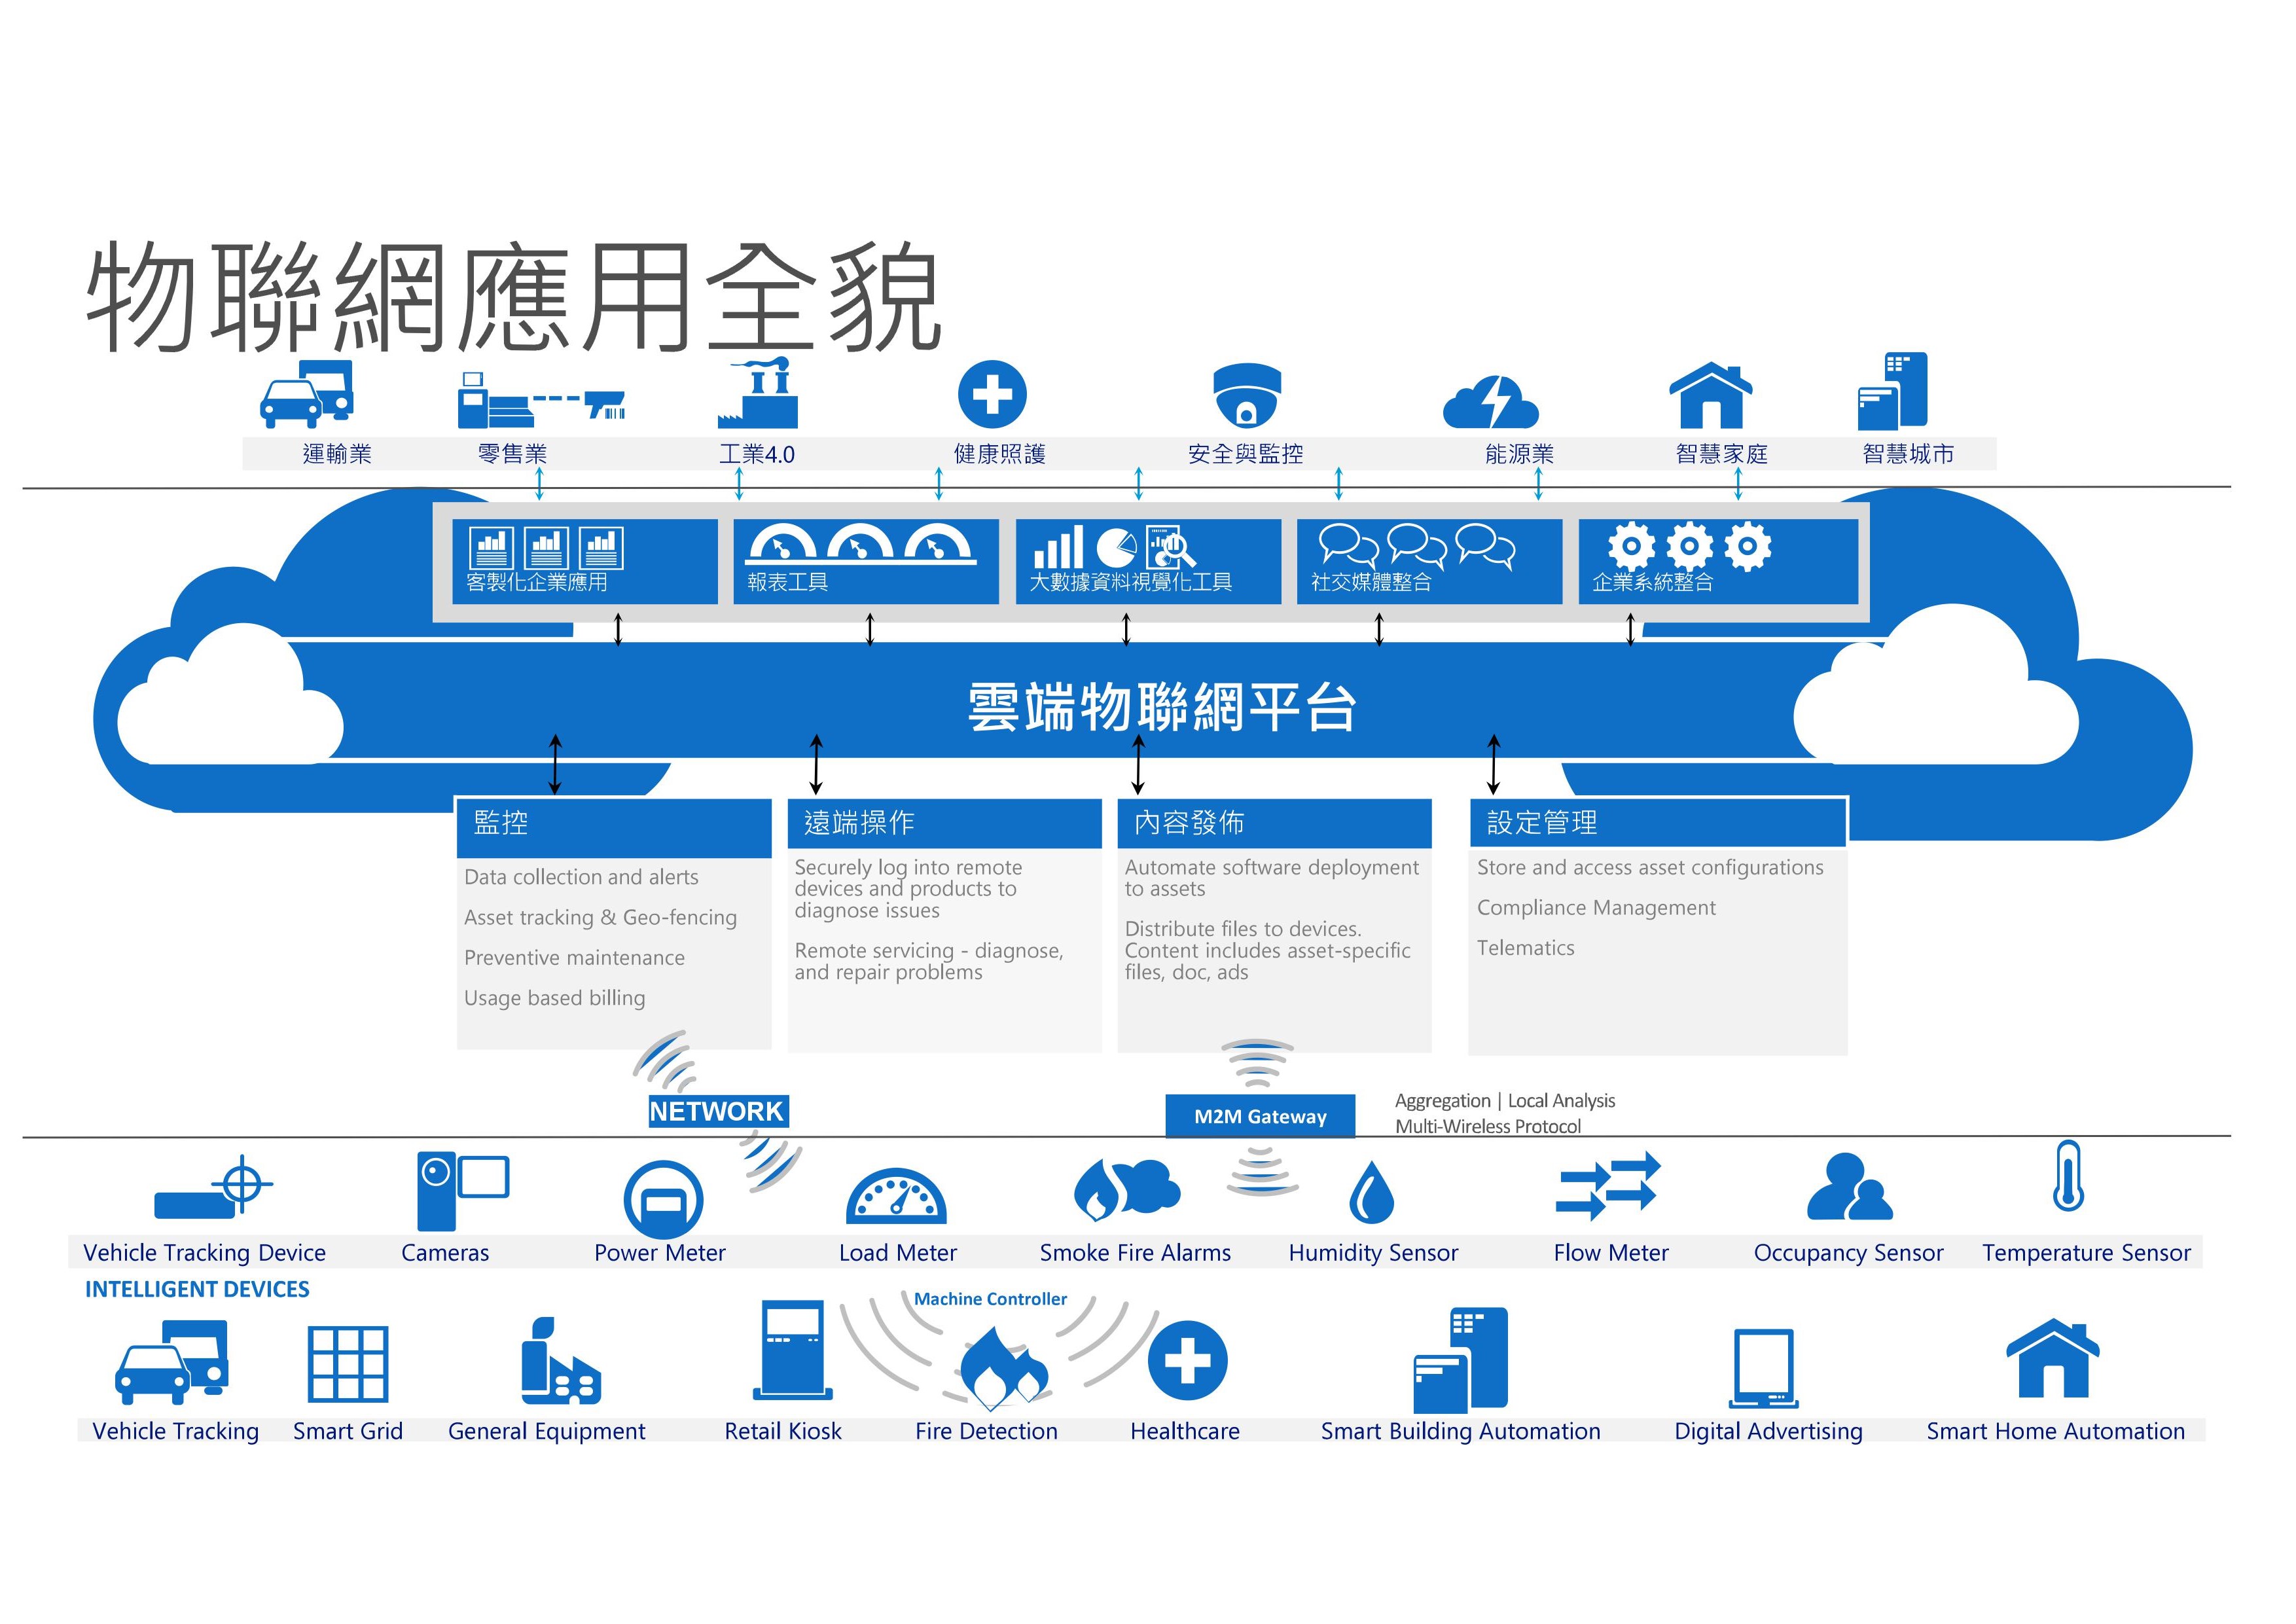 物聯網應用全貌
運輸業
零售業
工業4.0
健康照護
安全與監控
能源業
智慧家庭
智慧城市
客製化企業應用
報表工具
大數據資料視覺化工具
社交媒體整合
企業系統整合
雲端物聯網平台
監控
Data collection and alerts
Asset tracking & Geo-fencing
Preventive maintenance
Usage based billing
遠端操作
Securely log into remote
devices and products to
diagnose issues
Remote servicing - diagnose,
and repair problems
內容發佈
Automate software deployment
to assets
Distribute files to devices.
Content includes asset-specific
files, doc, ads
設定管理
Store and access asset configurations
Compliance Management
Telematics
NETWORK
M2M Gateway
Aggregation | Local Analysis
Multi-Wireless Protocol
Vehicle Tracking Device
Cameras
Power Meter
Load Meter
Smoke Fire Alarms
Humidity Sensor
Flow Meter
Occupancy Sensor
Temperature Sensor
INTELLIGENT DEVICES
Machine Controller
Vehicle Tracking
Smart Grid
General Equipment
Retail Kiosk
Fire Detection
Healthcare
Smart Building Automation
Digital Advertising
Smart Home Automation